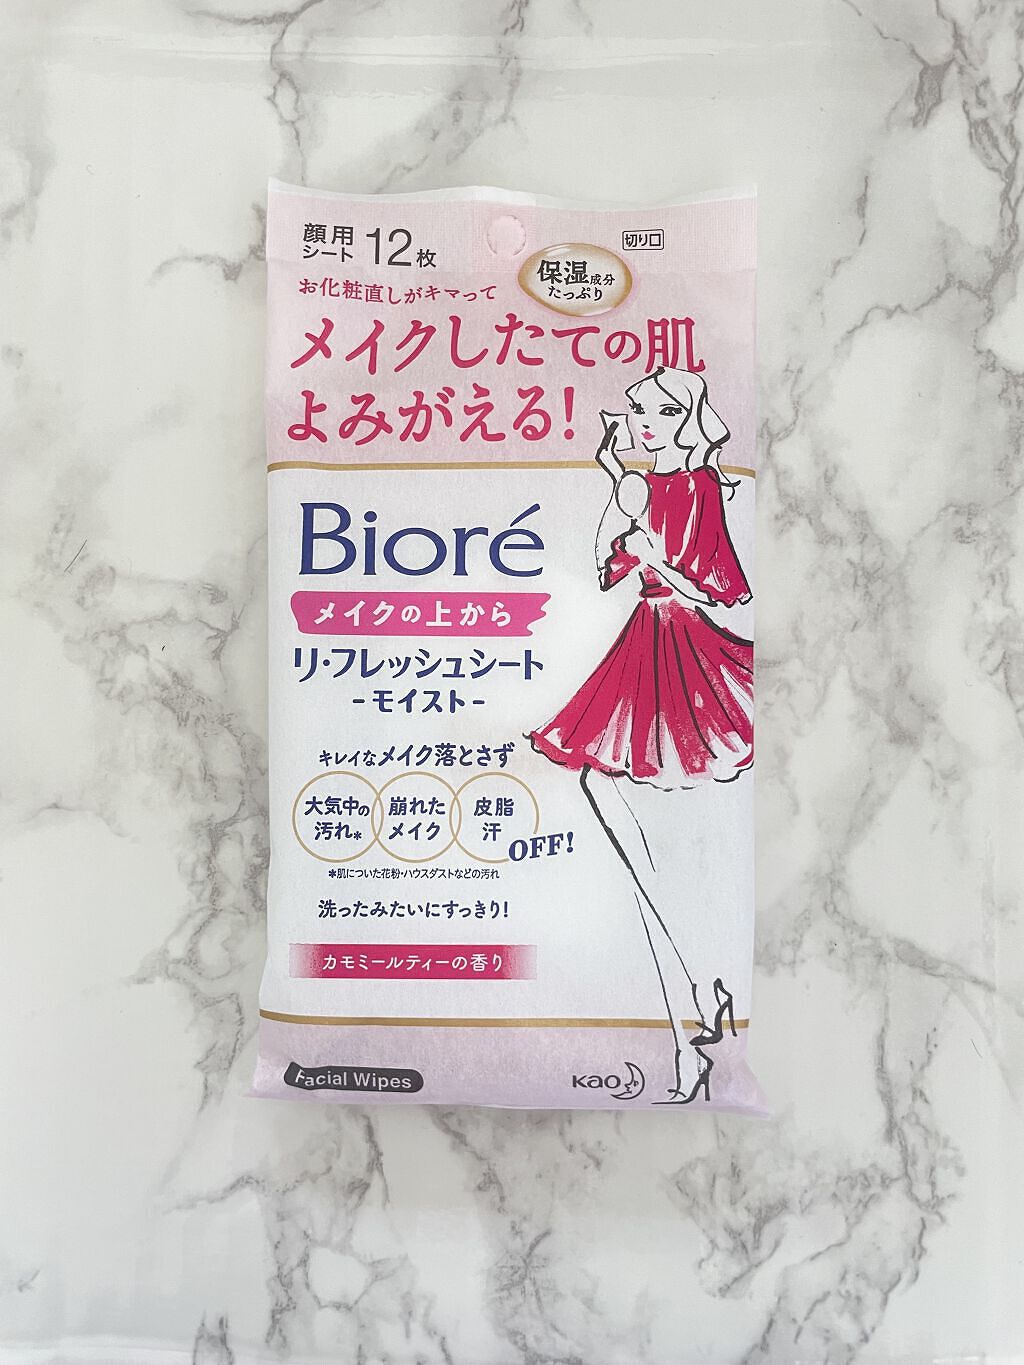 顔用
シート 12枚
切り口
保湿成分
たっぷり
お化粧直しがキマって
メイクしたての肌
よみがえる!
Bioré
メイクの上から
リ・フレッシュシート
-モイスト-
キレイなメイク落とさず
大気中の
汚れ*
崩れた
メイク
皮脂
汗
OFF!
*肌についた花粉・ハウスダストなどの汚れ
洗ったみたいにすっきり!
カモミールティーの香り
Facial Wipes
Kao